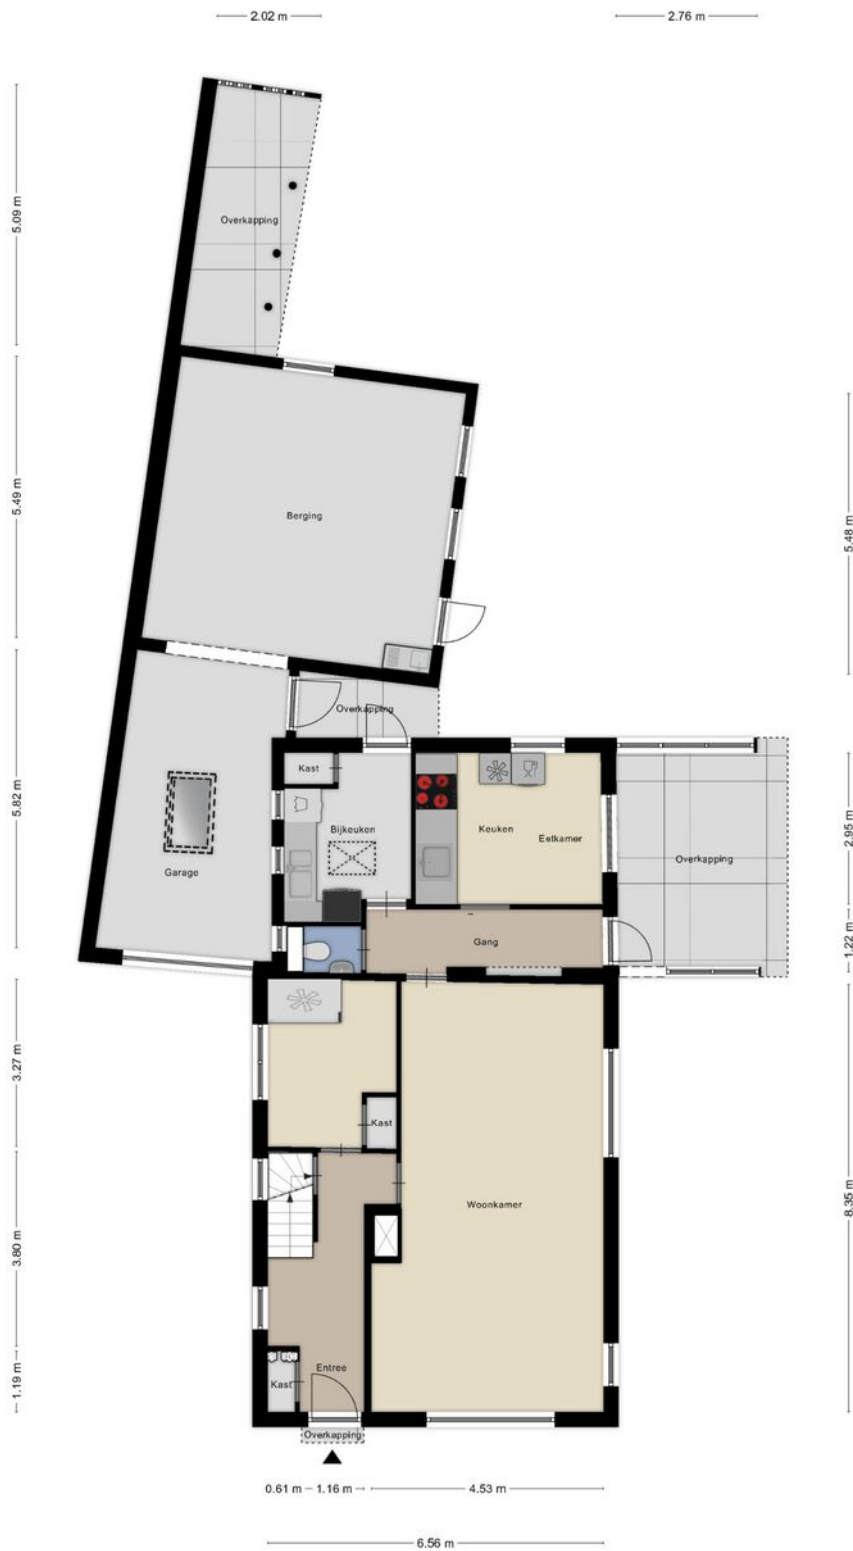 2.02 m
2.76 m
5.09 m
Overkapping
5.49 m
Berging
5.48 m
Overkapping
5.82 m
Kast
Bijkeuken
Keuken
Eetkamer
2.95 m
Overkapping
Garage
Gang
1.22 m
3.27 m
Kast
Woonkamer
8.35 m
3.80 m
1.19 m
Entree
Kast
Overkapping
0.61 m
1.16 m
4.53 m
6.56 m